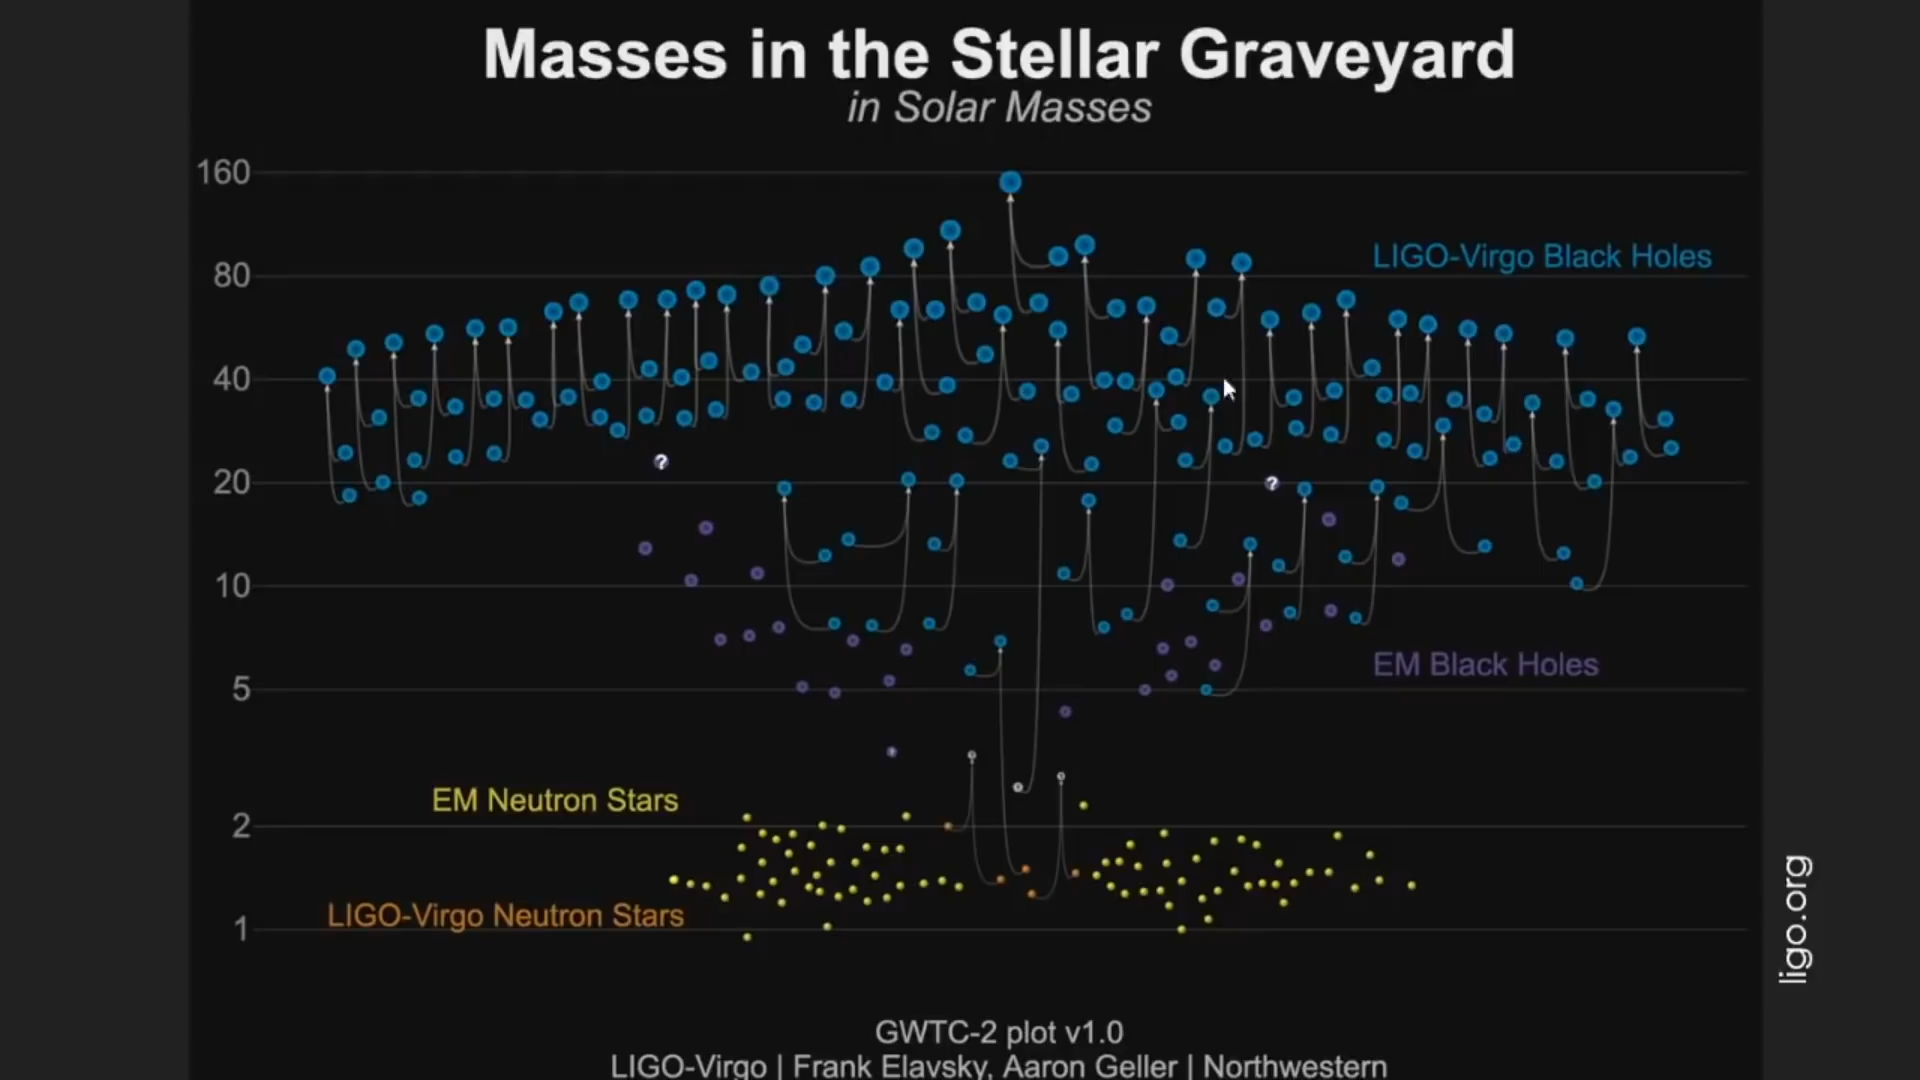 Masses in the Stellar Graveyard
in Solar Masses
160
LIGO-Virgo Black Holes
80
40
?
20
?
10
EM Black Holes
5
EM Neutron Stars
2
LIGO-Virgo Neutron Stars
1
ligo.org
GWTC-2 plot v1.0
LIGO-Virgo | Frank Elavsky, Aaron Geller | Northwestern